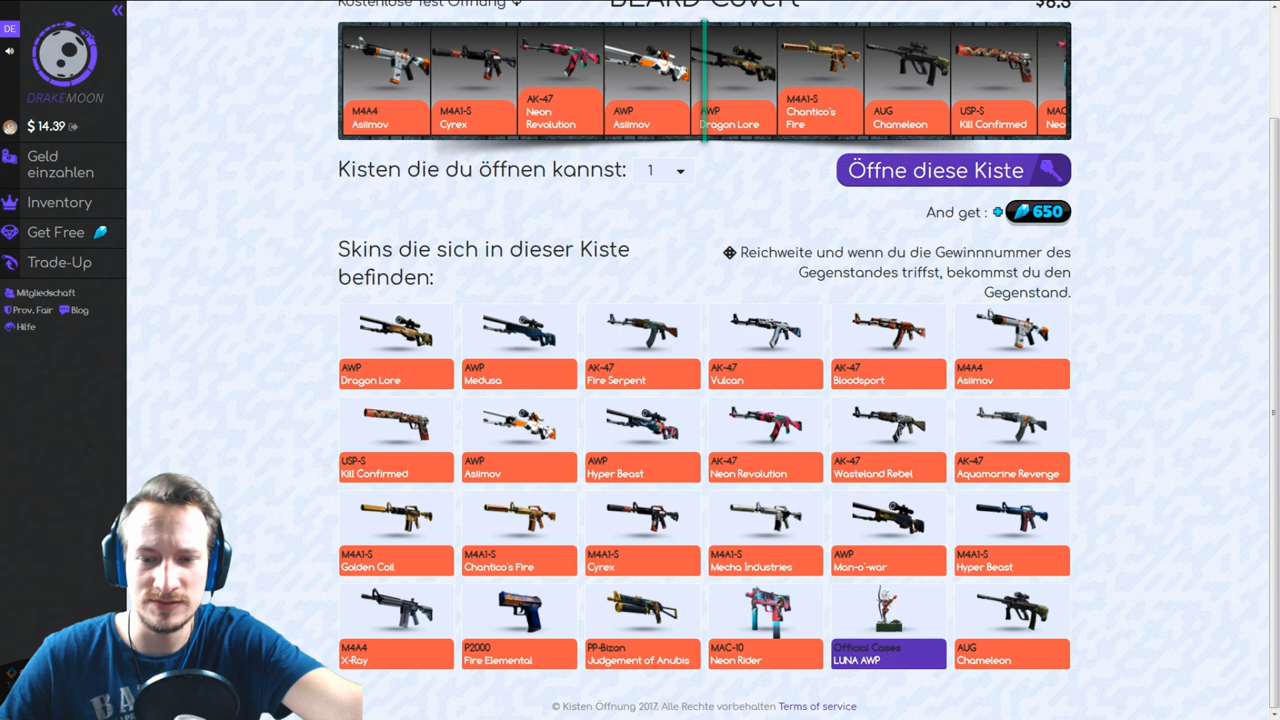 Kostenlose Test Öffnung
BEARD Covert
$8.5
DE
DRAKEMOON
$ 14.39
Geld
einzahlen
Inventory
Get Free
Trade-Up
Mitgliedschaft
Prov. Fair Blog
Hilfe
M4A4
Asiimov
M4A1-S
Cyrex
AK-47
Neon
Revolution
AWP
Asiimov
AWP
Dragon Lore
M4A1-S
Chantico's
Fire
AUG
Chameleon
USP-S
Kill Confirmed
MAC
Neo
Kisten die du öffnen kannst: 1
Öffne diese Kiste
And get : 650
Skins die sich in dieser Kiste
befinden:
Reichweite und wenn du die Gewinnnummer des
Gegenstandes triffst, bekommst du den
Gegenstand.
AWP
Dragon Lore
AWP
Medusa
AK-47
Fire Serpent
AK-47
Vulcan
AK-47
Bloodsport
M4A4
Asiimov
USP-S
Kill Confirmed
AWP
Asiimov
AWP
Hyper Beast
AK-47
Neon Revolution
AK-47
Wasteland Rebel
AK-47
Aquamarine Revenge
M4A1-S
Golden Coil
M4A1-S
Chantico's Fire
M4A1-S
Cyrex
M4A1-S
Mecha Industries
AWP
Man-o'-war
M4A1-S
Hyper Beast
M4A4
X-Ray
P2000
Fire Elemental
PP-Bizon
Judgement of Anubis
MAC-10
Neon Rider
Official Cases
LUNA AWP
AUG
Chameleon
© Kisten Öffnung 2017. Alle Rechte vorbehalten Terms of service